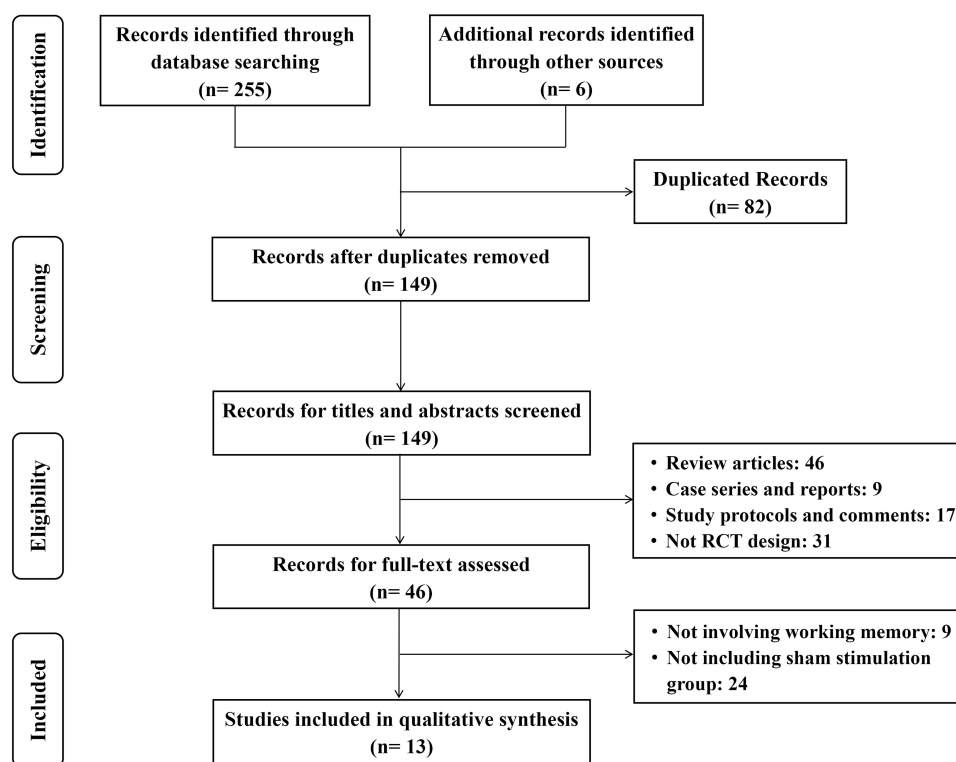 Identification
Records identified through
database searching
(n= 255)
Additional records identified
through other sources
(n= 6)
Duplicated Records
(n= 82)
Screening
Records after duplicates removed
(n= 149)
Records for titles and abstracts screened
(n= 149)
Eligibility
• Review articles: 46
• Case series and reports: 9
• Study protocols and comments: 17
• Not RCT design: 31
Records for full-text assessed
(n= 46)
Included
• Not involving working memory: 9
• Not including sham stimulation
group: 24
Studies included in qualitative synthesis
(n= 13)